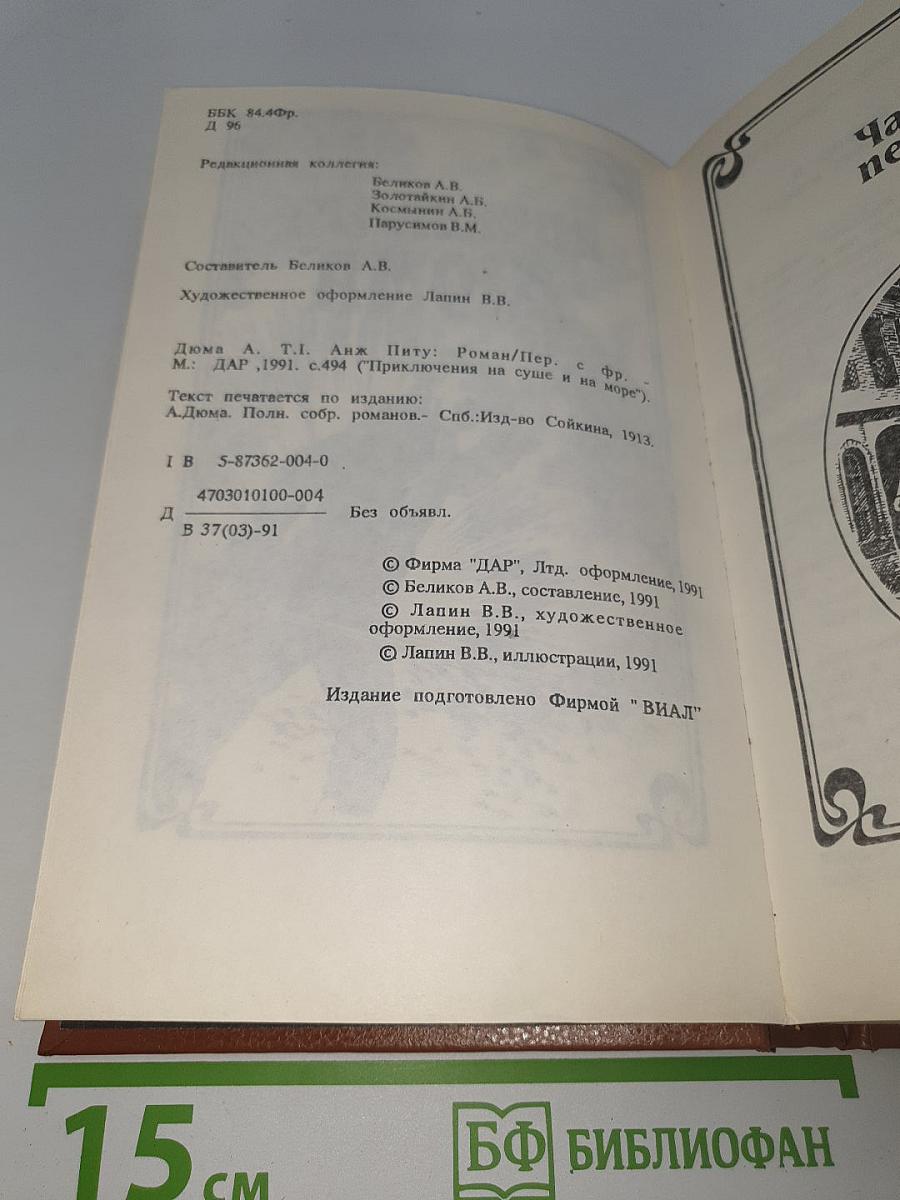 ББК 84.4Фр.
Д 96
Редакционная коллегия:
Беликов А.В.
Золотайкин А.Б.
Космынин А.Б.
Парусимов В.М.
Составитель Беликов А.В.
Художественное оформление Лапин В.В.
Дюма А. Т.I. Анж Питу: Роман/Пер. с фр. -
М.: ДАР ,1991. с.494 ("Приключения на суше и на море").
Текст печатается по изданию:
А.Дюма. Полн. собр. романов.- Спб.:Изд-во Сойкина, 1913.
I В 5-87362-004-0
4703010100-004
Д Без объявл.
В 37(03)-91
© Фирма "ДАР", Лтд. оформление, 1991
© Беликов А.В., составление, 1991
© Лапин В.В., художественное
оформление, 1991
© Лапин В.В., иллюстрации, 1991
Издание подготовлено Фирмой " ВИАЛ"
Ча
пе
15 см
БФ БИБЛИОФАН